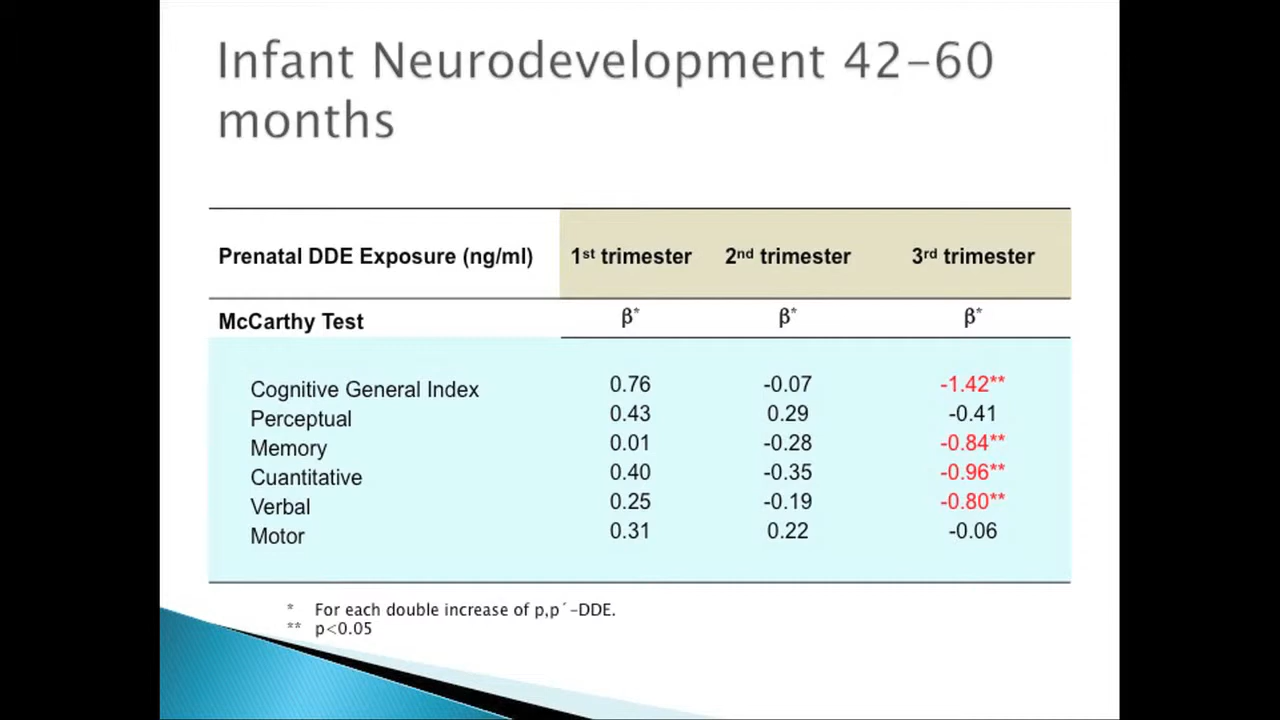 Infant Neurodevelopment 42-60
months
Prenatal DDE Exposure (ng/ml) 1st trimester 2nd trimester 3rd trimester
McCarthy Test β* β* β*
Cognitive General Index 0.76 -0.07 -1.42**
Perceptual 0.43 0.29 -0.41
Memory 0.01 -0.28 -0.84**
Cuantitative 0.40 -0.35 -0.96**
Verbal 0.25 -0.19 -0.80**
Motor 0.31 0.22 -0.06
* For each double increase of p,p´-DDE.
** p<0.05